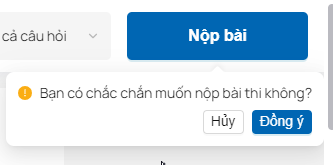 cả câu hỏi
Nộp bài
Bạn có chắc chắn muốn nộp bài thi không?
Hủy
Đồng ý